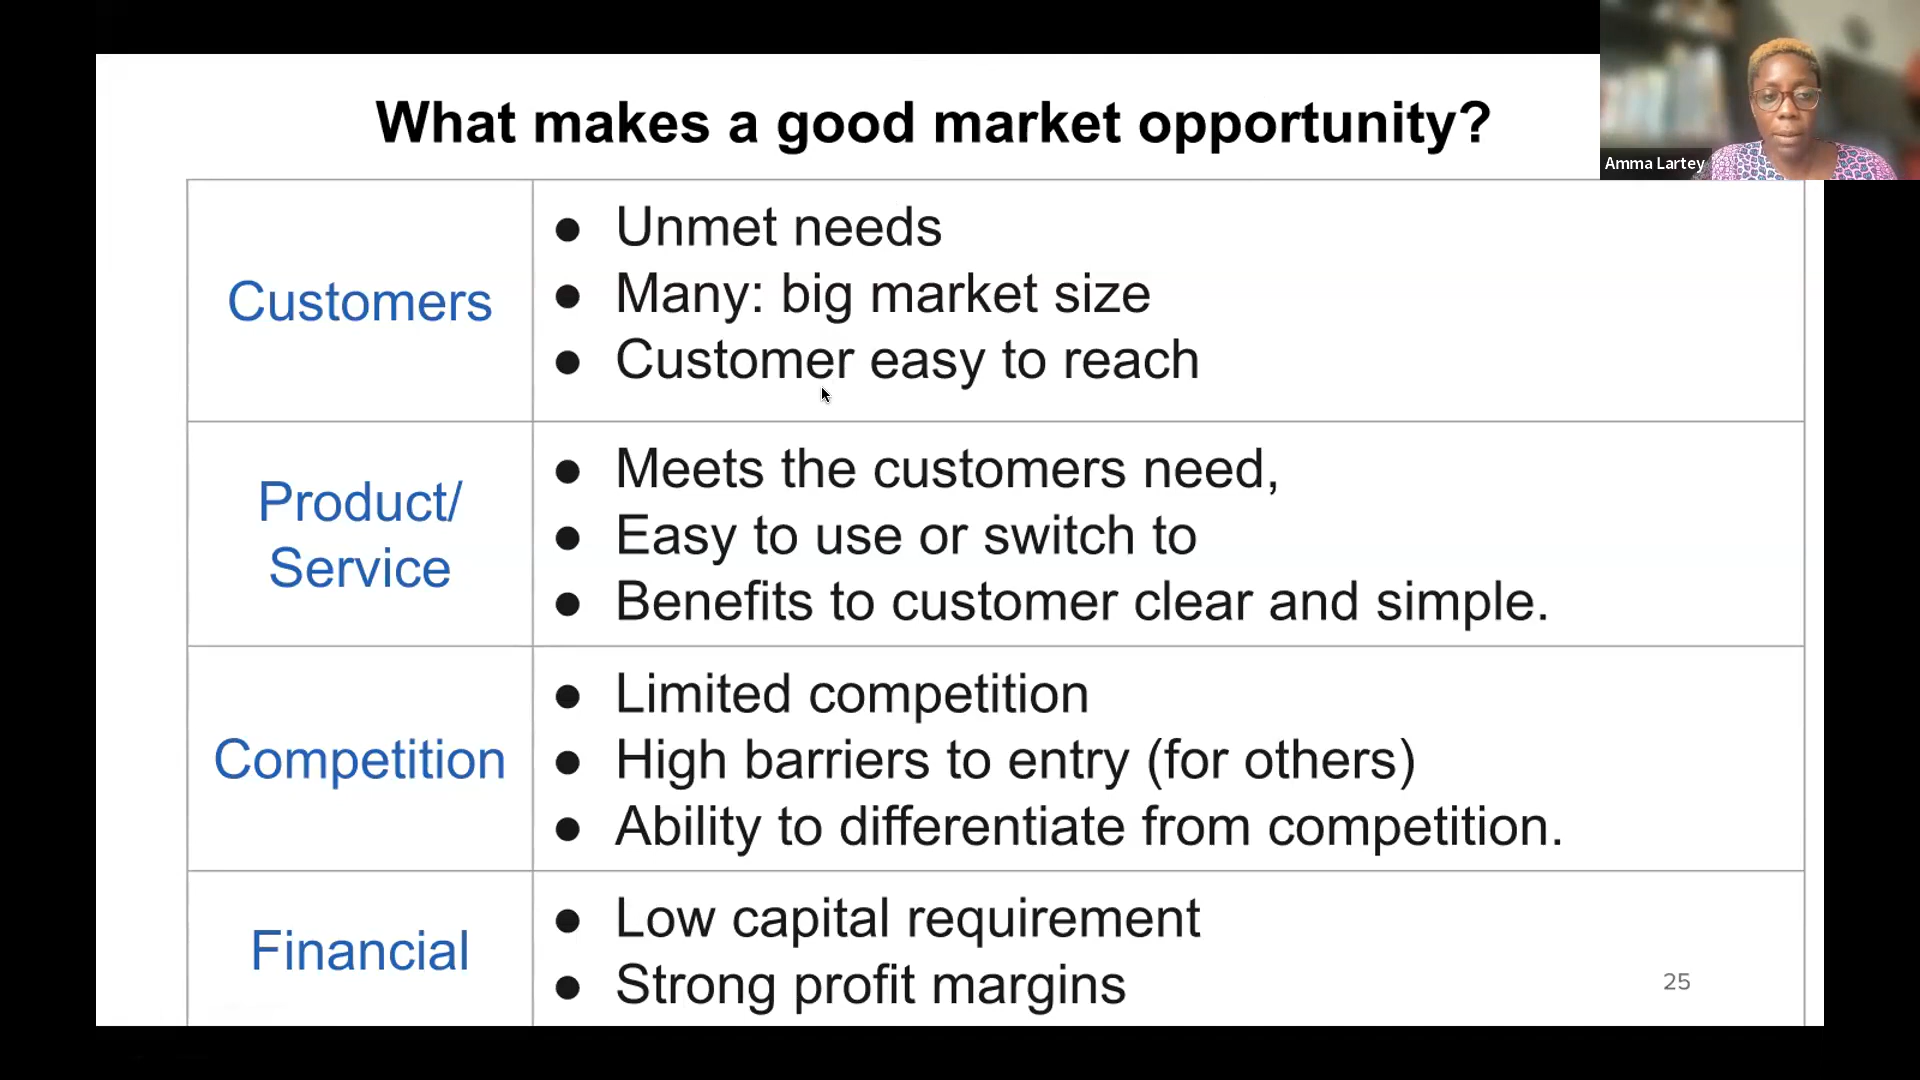 What makes a good market opportunity?
Amma Lartey
Customers
● Unmet needs
● Many: big market size
● Customer easy to reach
Product/
Service
● Meets the customers need,
● Easy to use or switch to
● Benefits to customer clear and simple.
Competition
● Limited competition
● High barriers to entry (for others)
● Ability to differentiate from competition.
Financial
● Low capital requirement
● Strong profit margins
25